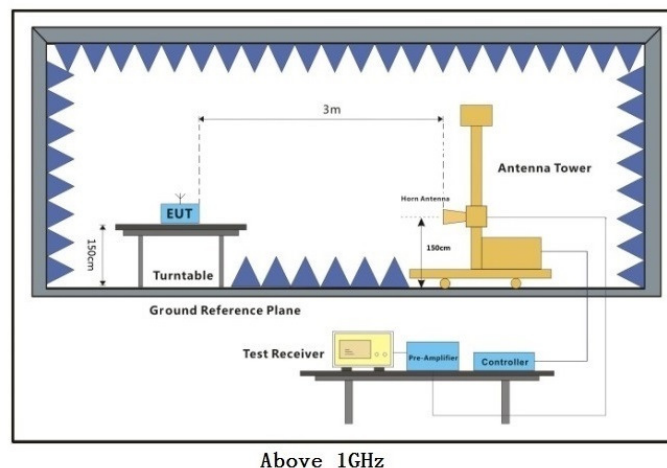 3m
Antenna Tower
Horn Antenna
EUT
150cm
150cm
Turntable
Ground Reference Plane
Test Receiver
Pre-Amplifier
Controller
Above 1GHz